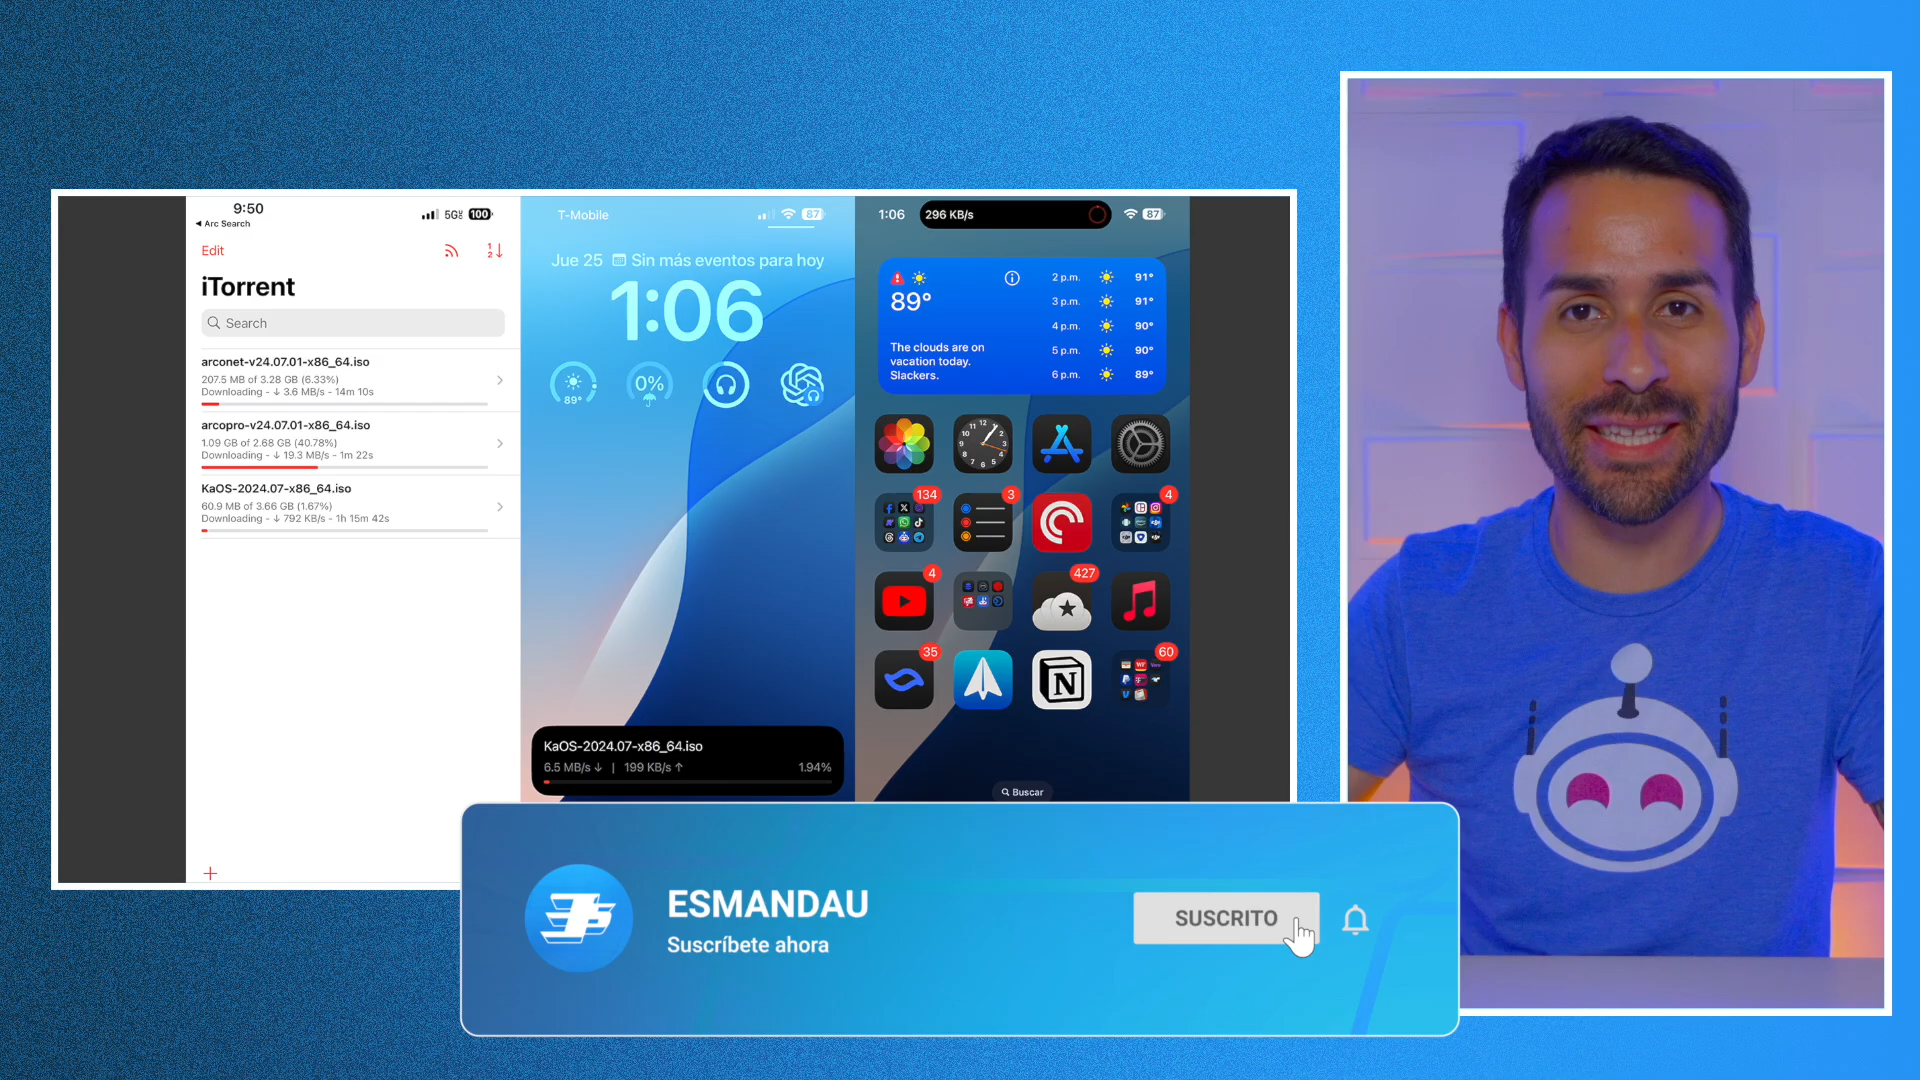 9:50
5G
100
Arc Search
Edit
iTorrent
Search
arconet-v24.07.01-x86_64.iso
207.5 MB of 3.28 GB (6.33%)
Downloading - ↓ 3.6 MB/s - 14m 10s
arcopro-v24.07.01-x86_64.iso
1.09 GB of 2.68 GB (40.78%)
Downloading - ↓ 19.3 MB/s - 1m 22s
KaOS-2024.07-x86_64.iso
60.9 MB of 3.66 GB (1.67%)
Downloading - ↓ 792 KB/s - 1h 15m 42s
T-Mobile
87
Jue 25 Sin más eventos para hoy
1:06
89°
0%
KaOS-2024.07-x86_64.iso
6.5 MB/s ↓ | 199 KB/s ↑ 1.94%
1:06
296 KB/s
87
89°
The clouds are on
vacation today.
Slackers.
2 p.m. 91°
3 p.m. 91°
4 p.m. 90°
5 p.m. 90°
6 p.m. 89°
134
3
4
4
427
35
60
Buscar
ESMANDAU
Suscríbete ahora
SUSCRITO